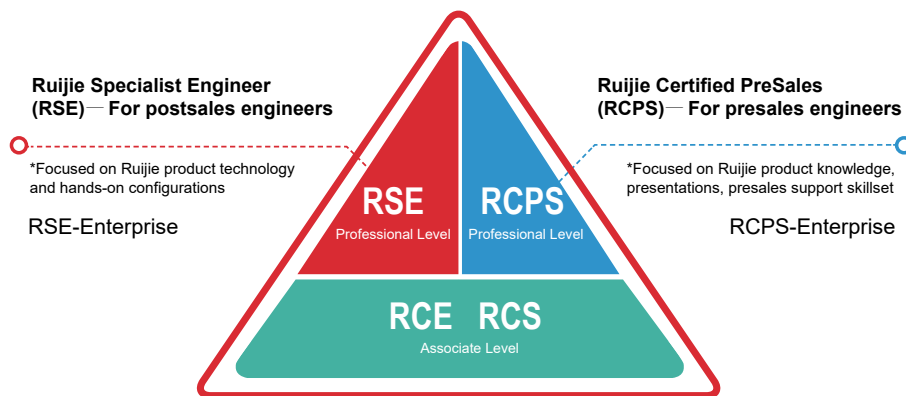 Ruijie Specialist Engineer
(RSE)— For postsales engineers
*Focused on Ruijie product technology
and hands-on configurations
RSE-Enterprise
Ruijie Certified PreSales
(RCPS)— For presales engineers
*Focused on Ruijie product knowledge,
presentations, presales support skillset
RCPS-Enterprise
RSE
Professional Level
RCPS
Professional Level
RCE RCS
Associate Level